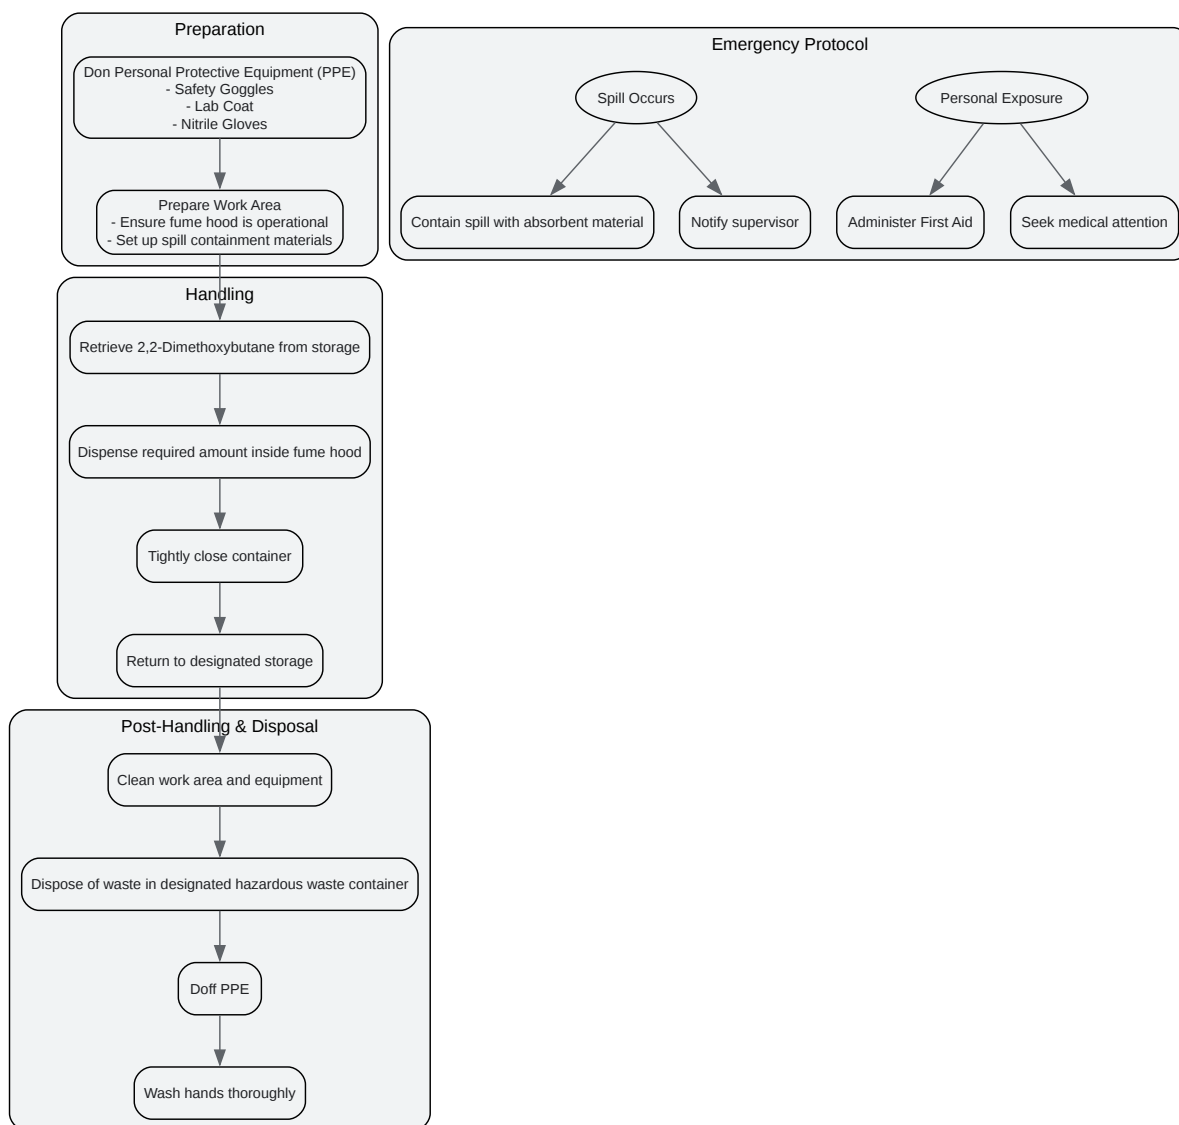 Preparation
Don Personal Protective Equipment (PPE)
- Safety Goggles
- Lab Coat
- Nitrile Gloves
Prepare Work Area
- Ensure fume hood is operational
- Set up spill containment materials
Emergency Protocol
Spill Occurs
Personal Exposure
Contain spill with absorbent material
Notify supervisor
Administer First Aid
Seek medical attention
Handling
Retrieve 2,2-Dimethoxybutane from storage
Dispense required amount inside fume hood
Tightly close container
Return to designated storage
Post-Handling & Disposal
Clean work area and equipment
Dispose of waste in designated hazardous waste container
Doff PPE
Wash hands thoroughly